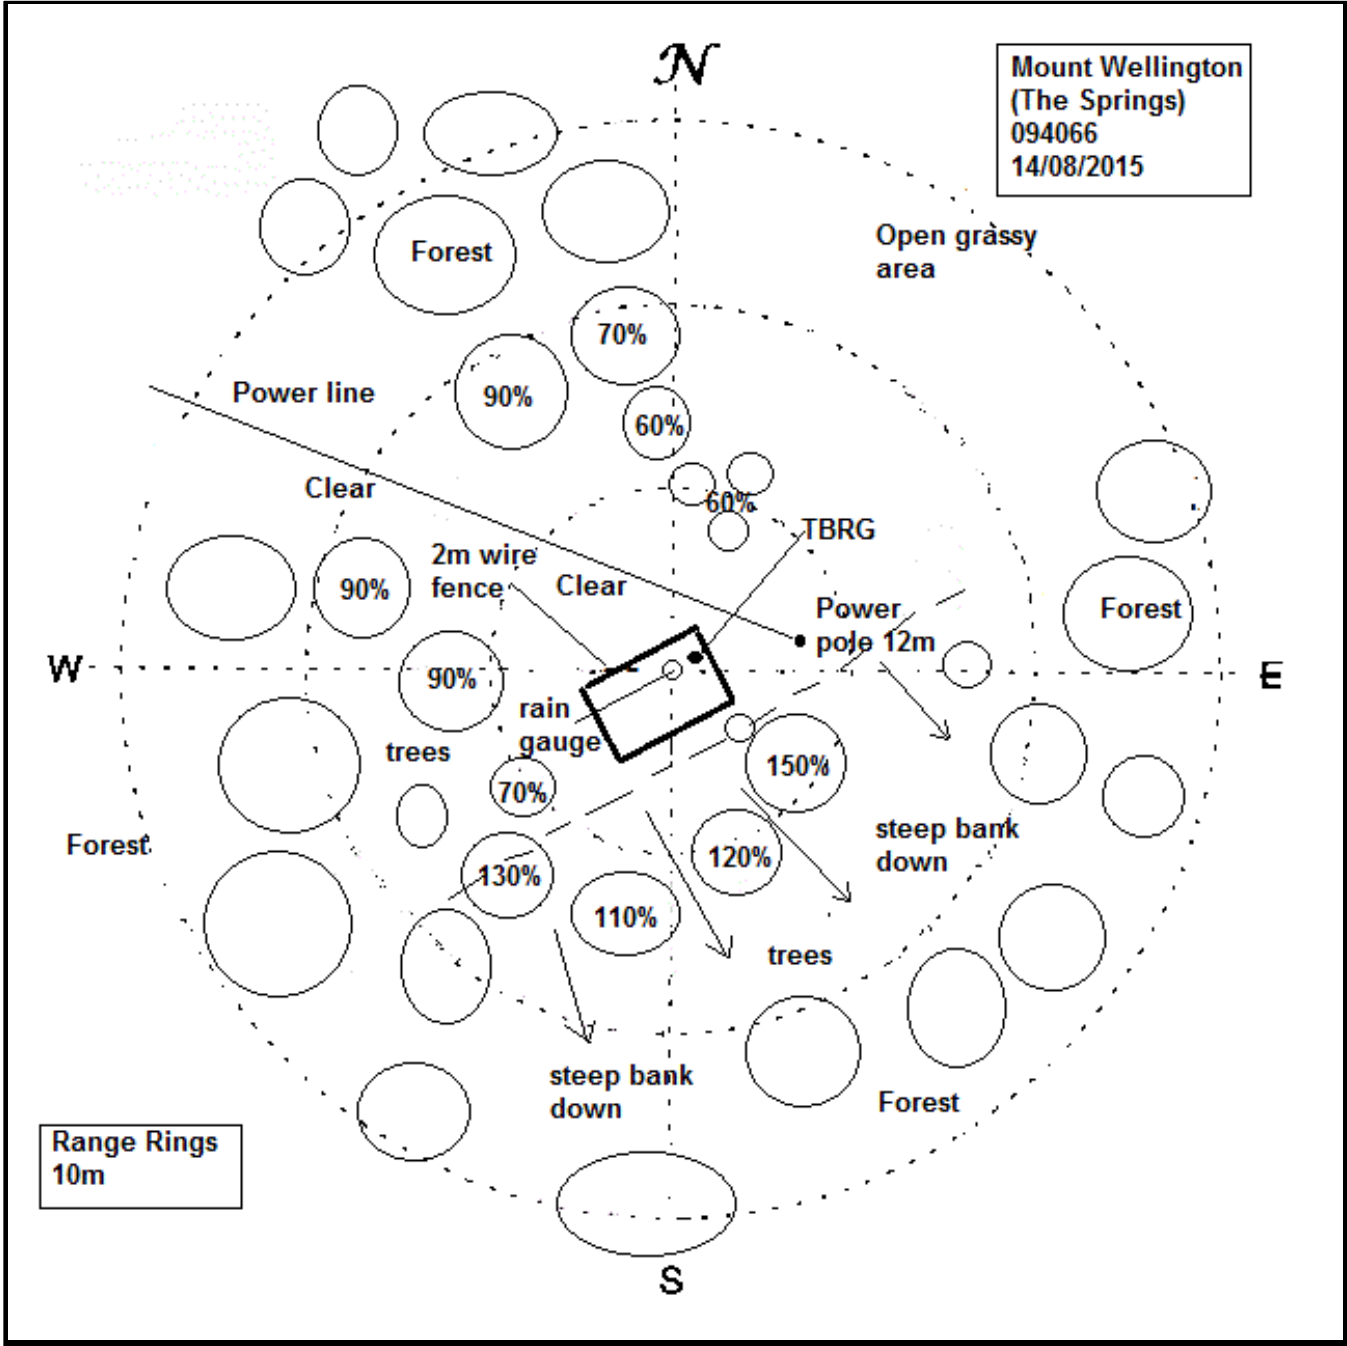 N
Mount Wellington
(The Springs)
094066
14/08/2015
Open grassy
area
Forest
70%
90%
60%
Power line
Clear
60%
TBRG
2m wire
fence
Clear
90%
Power
pole 12m
Forest
W
E
90%
rain
gauge
trees
70%
150%
Forest
130%
120%
110%
steep bank
down
trees
steep bank
down
Forest
Range Rings
10m
S